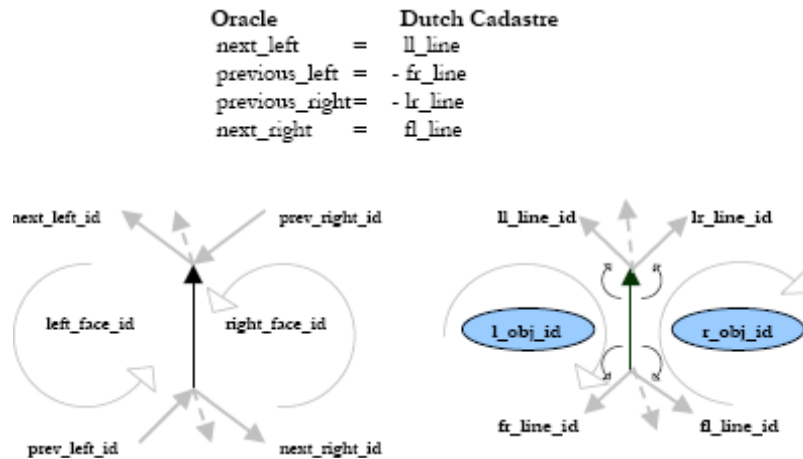 Oracle Dutch Cadastre
next_left = ll_line
previous_left = - fr_line
previous_right= - lr_line
next_right = fl_line
next_left_id prev_right_id ll_line_id lr_line_id
left_face_id right_face_id l_obj_id r_obj_id
prev_left_id next_right_id fr_line_id fl_line_id